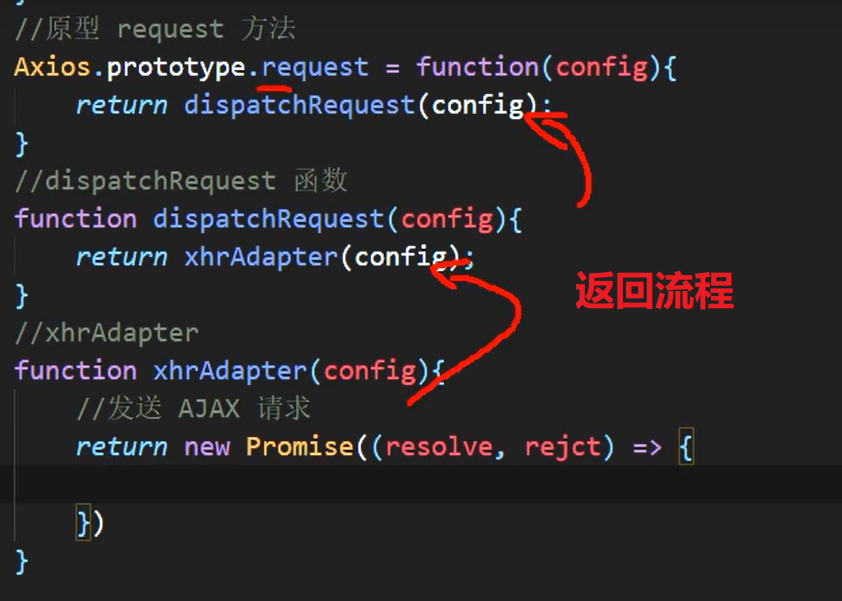 }
//原型 request 方法
Axios.prototype.request = function(config){
return dispatchRequest(config);
}
//dispatchRequest 函数
function dispatchRequest(config){
return xhrAdapter(config);
}
返回流程
//xhrAdapter
function xhrAdapter(config){
//发送 AJAX 请求
return new Promise((resolve, rejct) => {
})
}